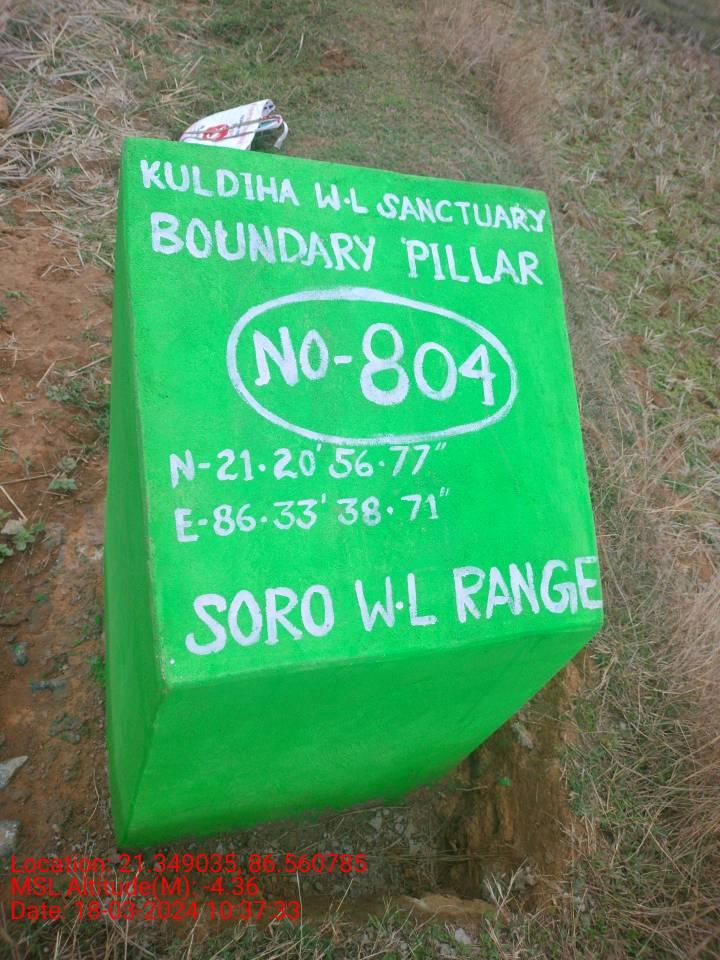 KULDIHA W.L SANCTUARY
BOUNDARY PILLAR
NO-804
N-21.20' 56.77"
E-86.33' 38.71"
SORO W.L RANGE
Location: 21.349035, 86.560785
MSL Altitude(M): -4.36
Date: 18-03-2024 10:37:33